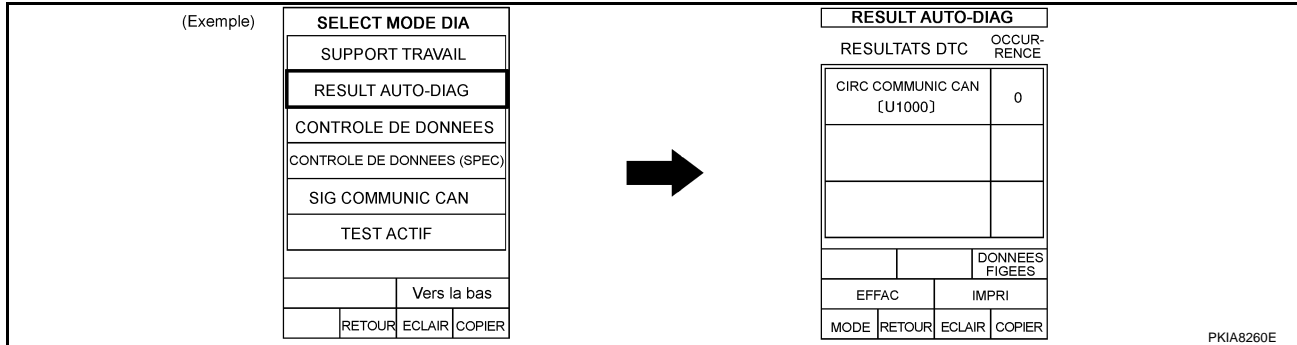 (Exemple)
SELECT MODE DIA
SUPPORT TRAVAIL
RESULT AUTO-DIAG
CONTROLE DE DONNEES
CONTROLE DE DONNEES (SPEC)
SIG COMMUNIC CAN
TEST ACTIF
Vers la bas
RETOUR ECLAIR COPIER
RESULT AUTO-DIAG
RESULTATS DTC OCCUR-
RENCE
CIRC COMMUNIC CAN
〔U1000〕 0
DONNEES
FIGEES
EFFAC IMPRI
MODE RETOUR ECLAIR COPIER
PKIA8260E